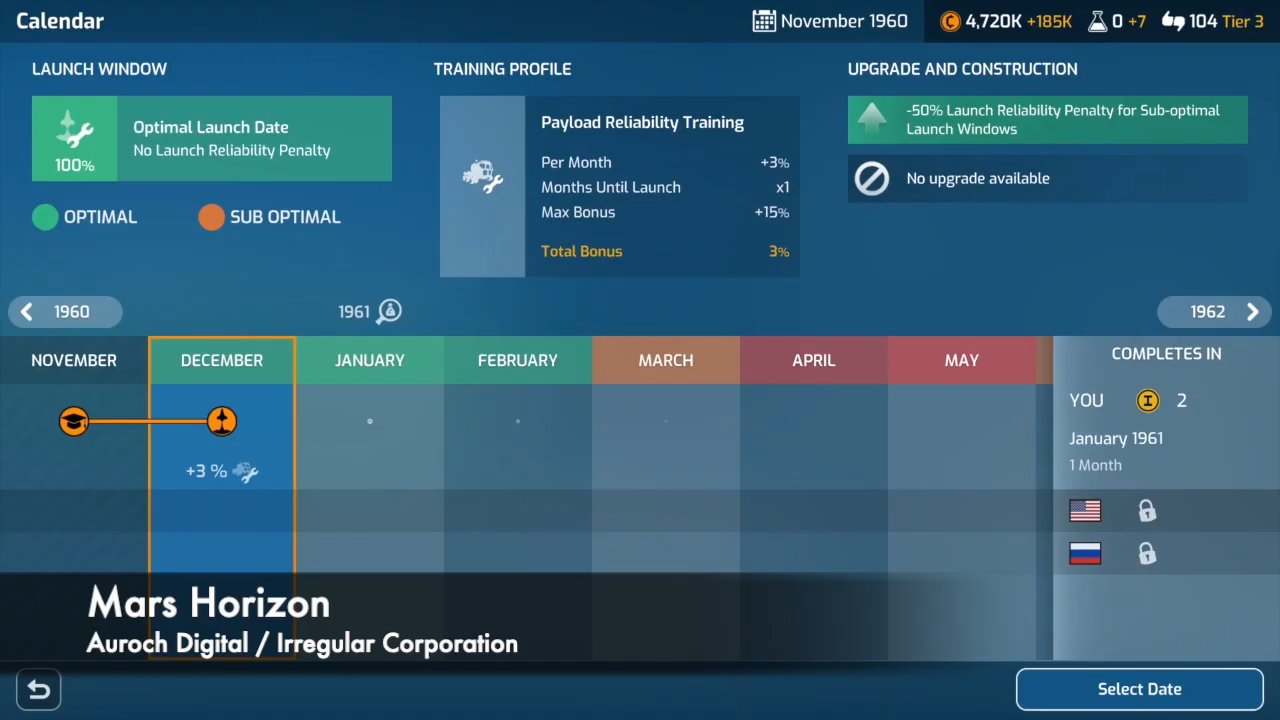 Calendar
November 1960
4,720K +185K
0 +7
104 Tier 3
LAUNCH WINDOW
100%
Optimal Launch Date
No Launch Reliability Penalty
OPTIMAL
SUB OPTIMAL
TRAINING PROFILE
Payload Reliability Training
Per Month +3%
Months Until Launch x1
Max Bonus +15%
Total Bonus 3%
UPGRADE AND CONSTRUCTION
-50% Launch Reliability Penalty for Sub-optimal
Launch Windows
No upgrade available
1960
1961
1962
NOVEMBER
DECEMBER
JANUARY
FEBRUARY
MARCH
APRIL
MAY
+3 %
COMPLETES IN
YOU I 2
January 1961
1 Month
Mars Horizon
Auroch Digital / Irregular Corporation
Select Date